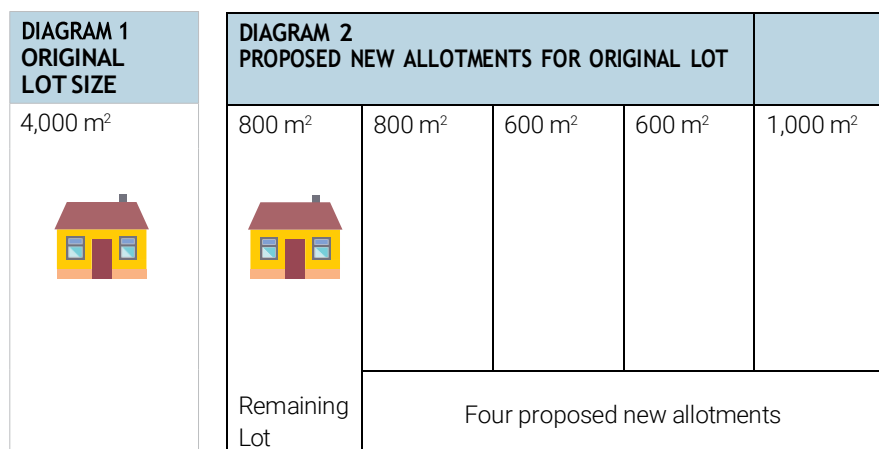 DIAGRAM 1
ORIGINAL
LOT SIZE
4,000 m²
DIAGRAM 2
PROPOSED NEW ALLOTMENTS FOR ORIGINAL LOT
800 m²
800 m²
600 m²
600 m²
1,000 m²
Remaining
Lot
Four proposed new allotments